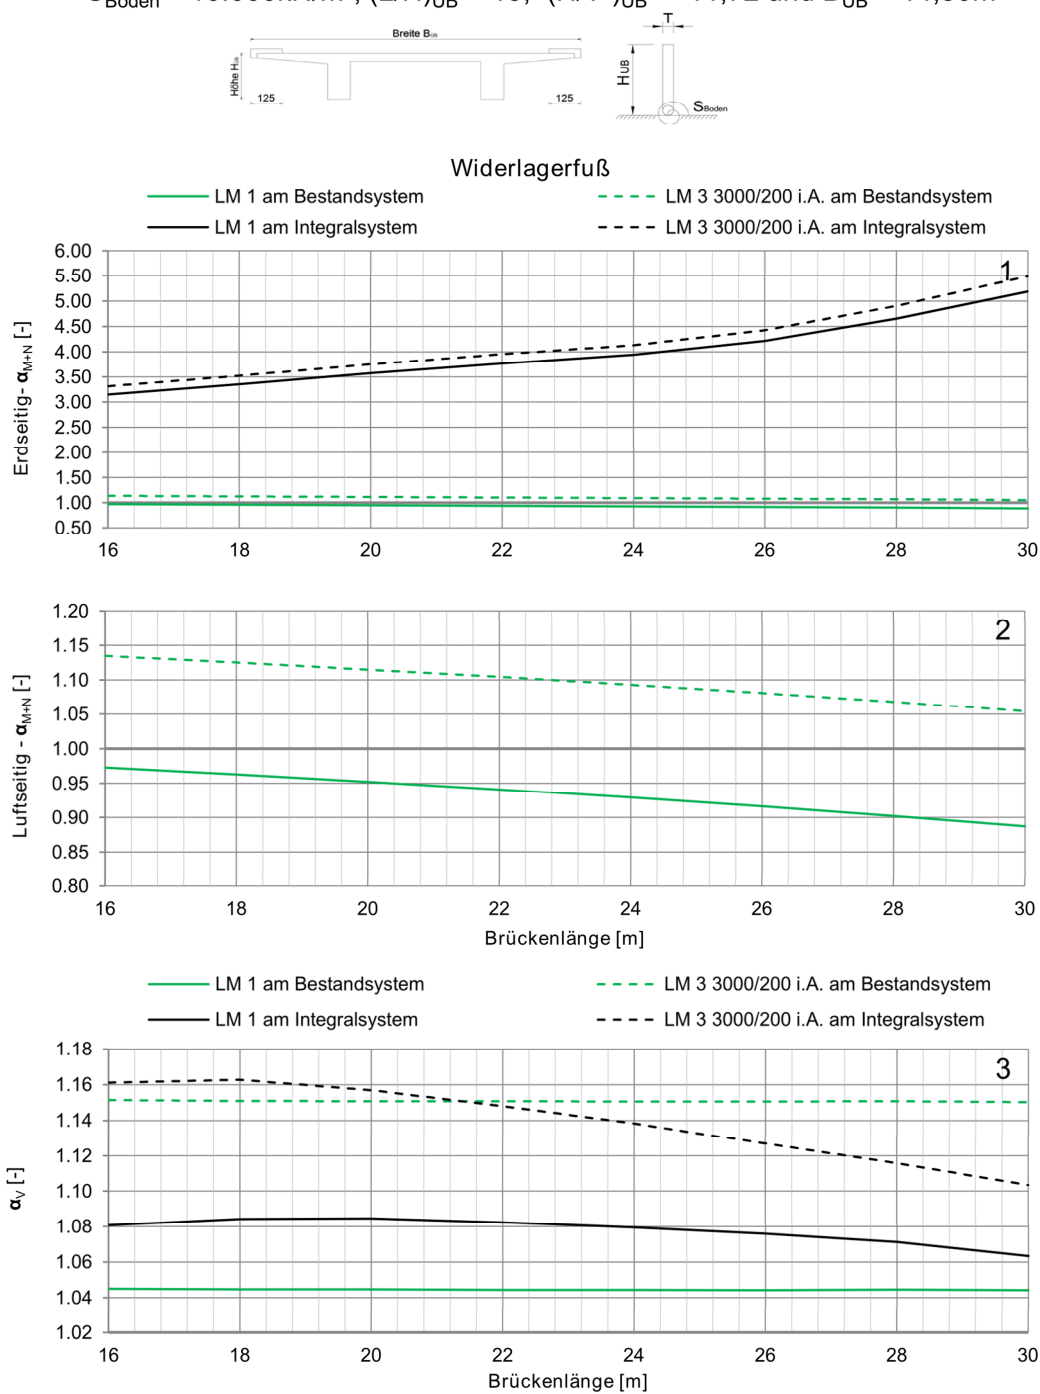 Breite BÜB
Höhe HÜB
125
125
T
HÜB
SBoden
Widerlagerfuß
LM 1 am Bestandsystem
LM 3 3000/200 i.A. am Bestandsystem
LM 1 am Integralsystem
LM 3 3000/200 i.A. am Integralsystem
Erdseitig- αM+N [-]
6.00
5.50
5.00
4.50
4.00
3.50
3.00
2.50
2.00
1.50
1.00
0.50
1
16 18 20 22 24 26 28 30
Luftseitig - αM+N [-]
1.20
1.15
1.10
1.05
1.00
0.95
0.90
0.85
0.80
2
16 18 20 22 24 26 28 30
Brückenlänge [m]
LM 1 am Bestandsystem
LM 3 3000/200 i.A. am Bestandsystem
LM 1 am Integralsystem
LM 3 3000/200 i.A. am Integralsystem
αV [-]
1.18
1.16
1.14
1.12
1.10
1.08
1.06
1.04
1.02
3
16 18 20 22 24 26 28 30
Brückenlänge [m]